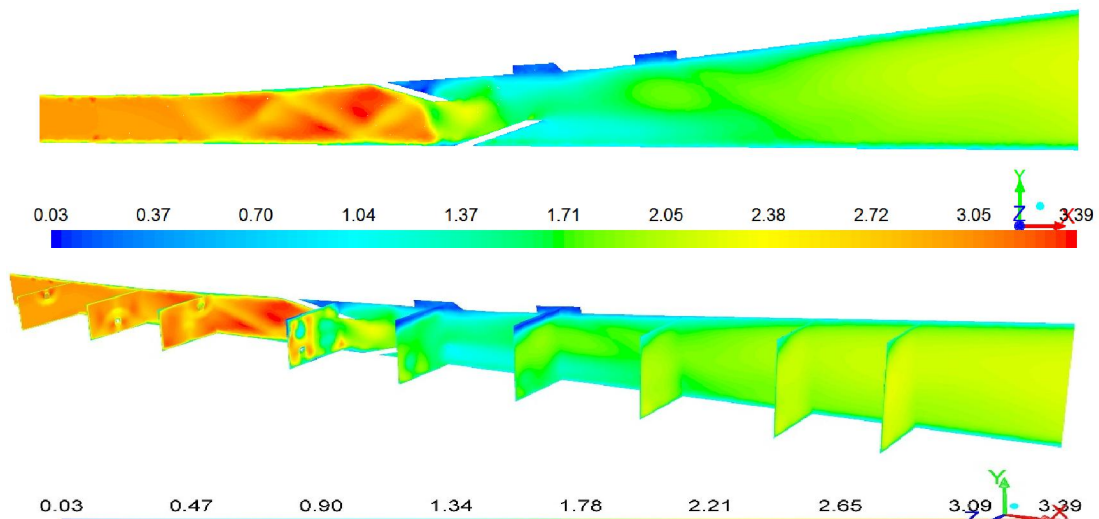 Y
0.03 0.37 0.70 1.04 1.37 1.71 2.05 2.38 2.72 3.05 Z X 3.39
Y
0.03 0.47 0.90 1.34 1.78 2.21 2.65 3.09 Z X 3.39